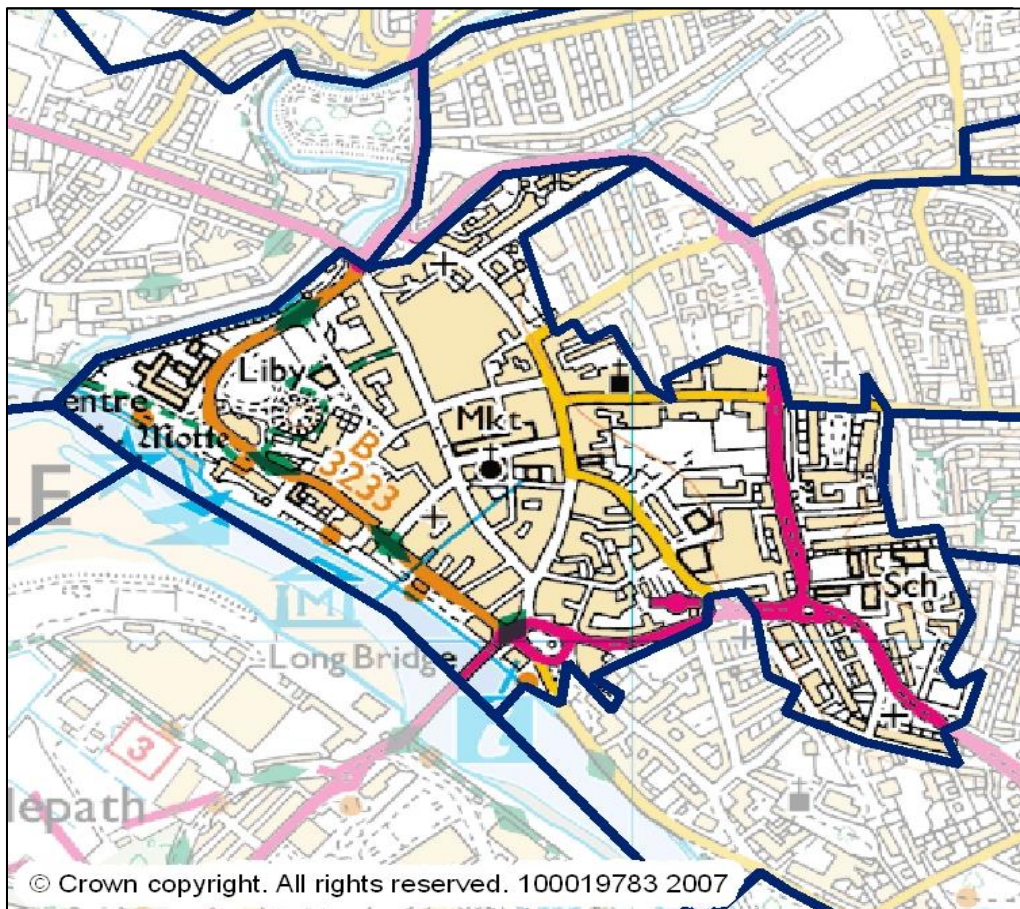 Sch
Liby
Centre
Motte
Mkt
B
3233
LE
Sch
M
Long Bridge
i
3
lepath
© Crown copyright. All rights reserved. 100019783 2007